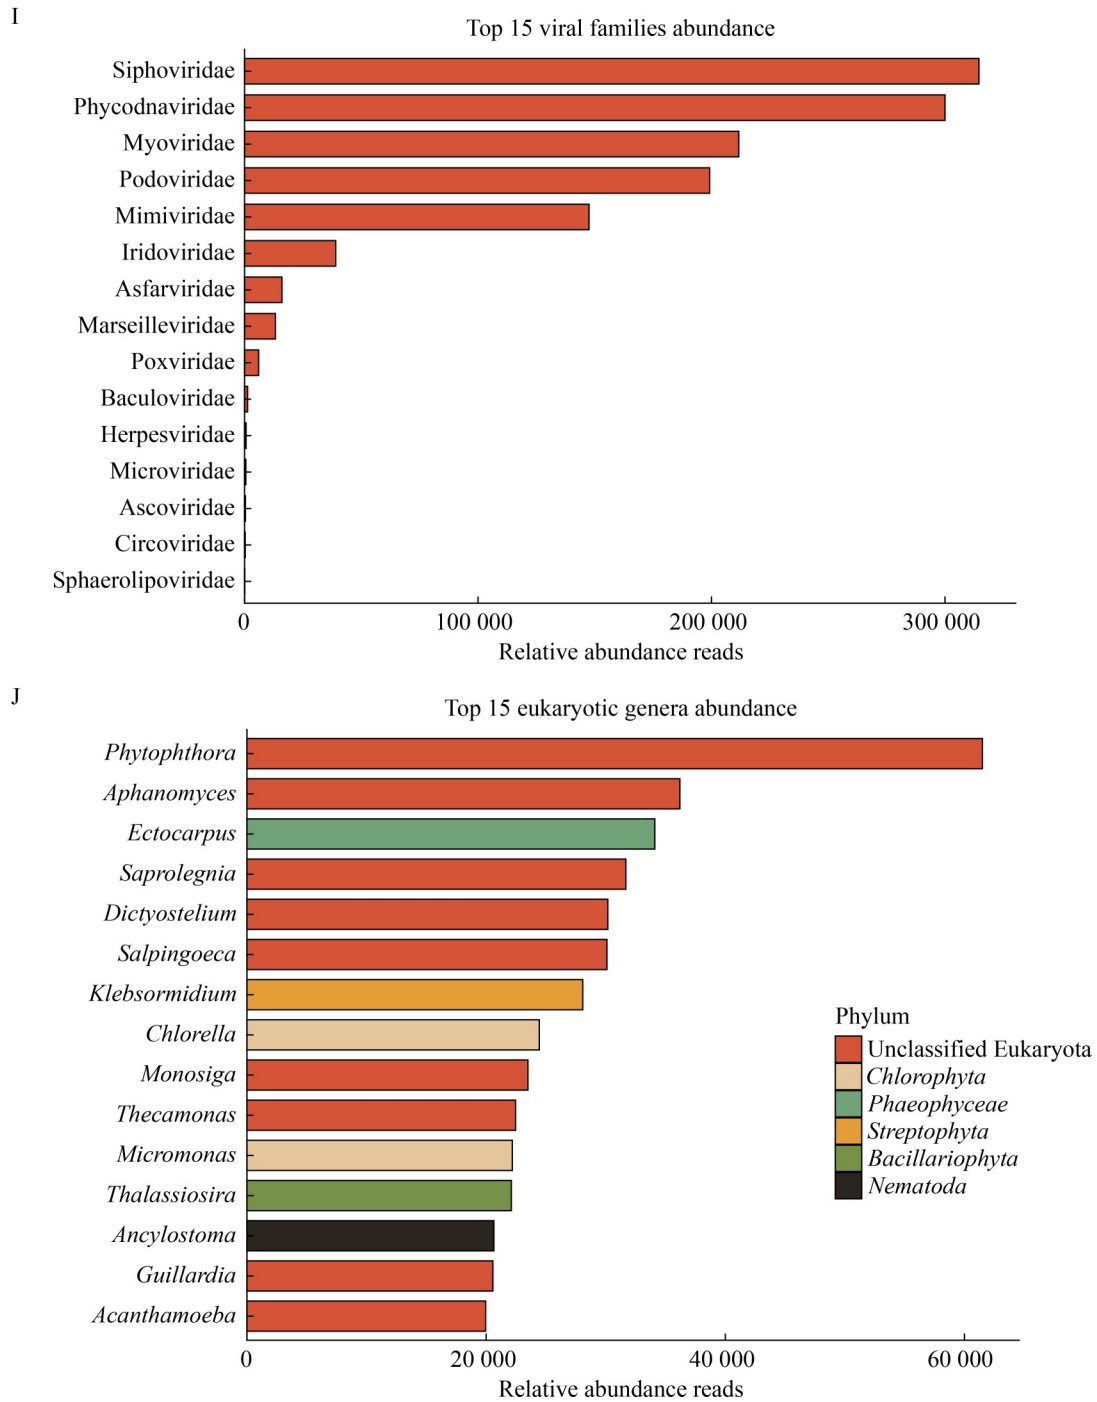 I
Top 15 viral families abundance
Siphoviridae
Phycodnaviridae
Myoviridae
Podoviridae
Mimiviridae
Iridoviridae
Asfarviridae
Marseilleviridae
Poxviridae
Baculoviridae
Herpesviridae
Microviridae
Ascoviridae
Circoviridae
Sphaerolipoviridae
0 100 000 200 000 300 000
Relative abundance reads
J
Top 15 eukaryotic genera abundance
Phytophthora
Aphanomyces
Ectocarpus
Saprolegnia
Dictyostelium
Salpingoeca
Klebsormidium
Chlorella
Monosiga
Thecamonas
Micromonas
Thalassiosira
Ancylostoma
Guillardia
Acanthamoeba
Phylum
Unclassified Eukaryota
Chlorophyta
Phaeophyceae
Streptophyta
Bacillariophyta
Nematoda
0 20 000 40 000 60 000
Relative abundance reads